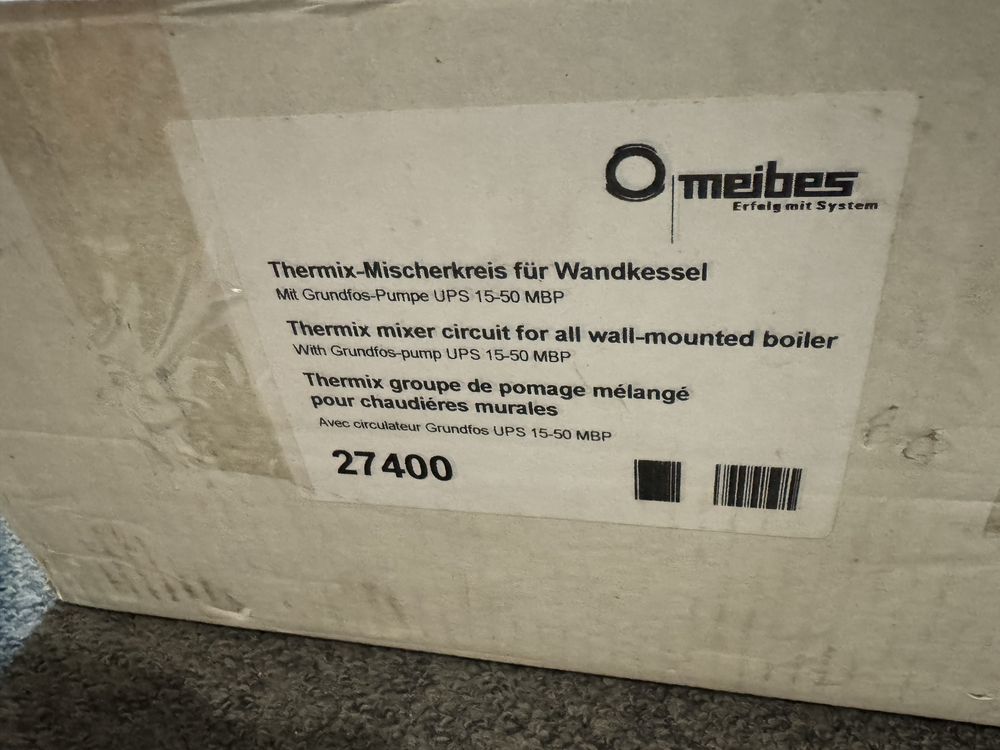 meibes
Erfolg mit System
Thermix-Mischerkreis für Wandkessel
Mit Grundfos-Pumpe UPS 15-50 MBP
Thermix mixer circuit for all wall-mounted boiler
With Grundfos-pump UPS 15-50 MBP
Thermix groupe de pomage mélangé
pour chaudiéres murales
Avec circulateur Grundfos UPS 15-50 MBP
27400